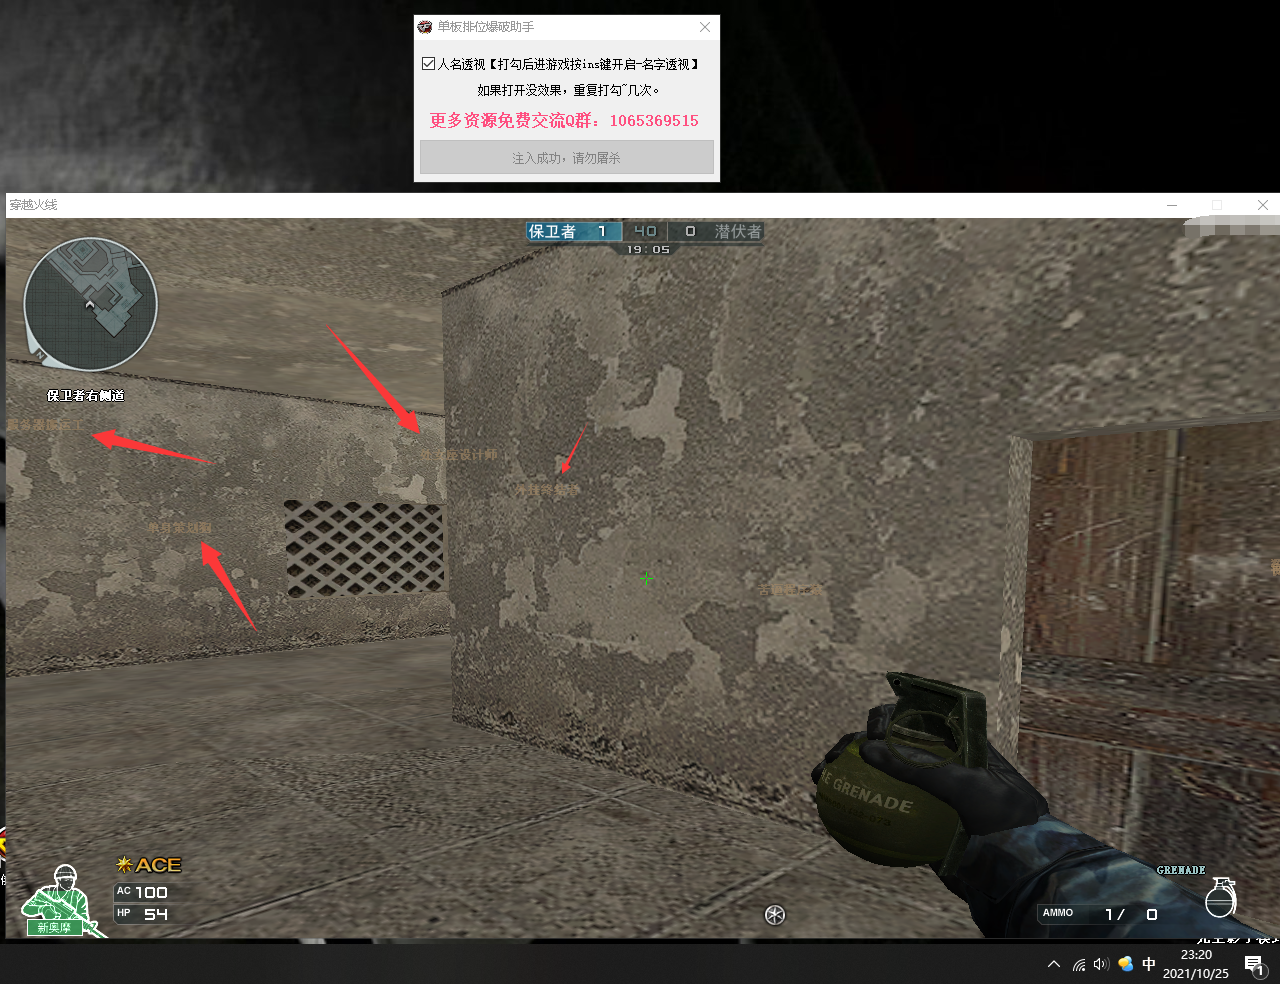 单板排位爆破助手
人名透视【打勾后进游戏按ins键开启-名字透视】
如果打开没效果，重复打勾~几次。
更多资源免费交流Q群：1065369515
注入成功，请勿屠杀
穿越火线
保卫者 1 40 0 潜伏者
19:05
N
保卫者右侧道
THE GRENADE
ACE
AC 100
HP 54
新奥摩
GRENADE
AMMO 1/ 0
中
23:20
2021/10/25
1